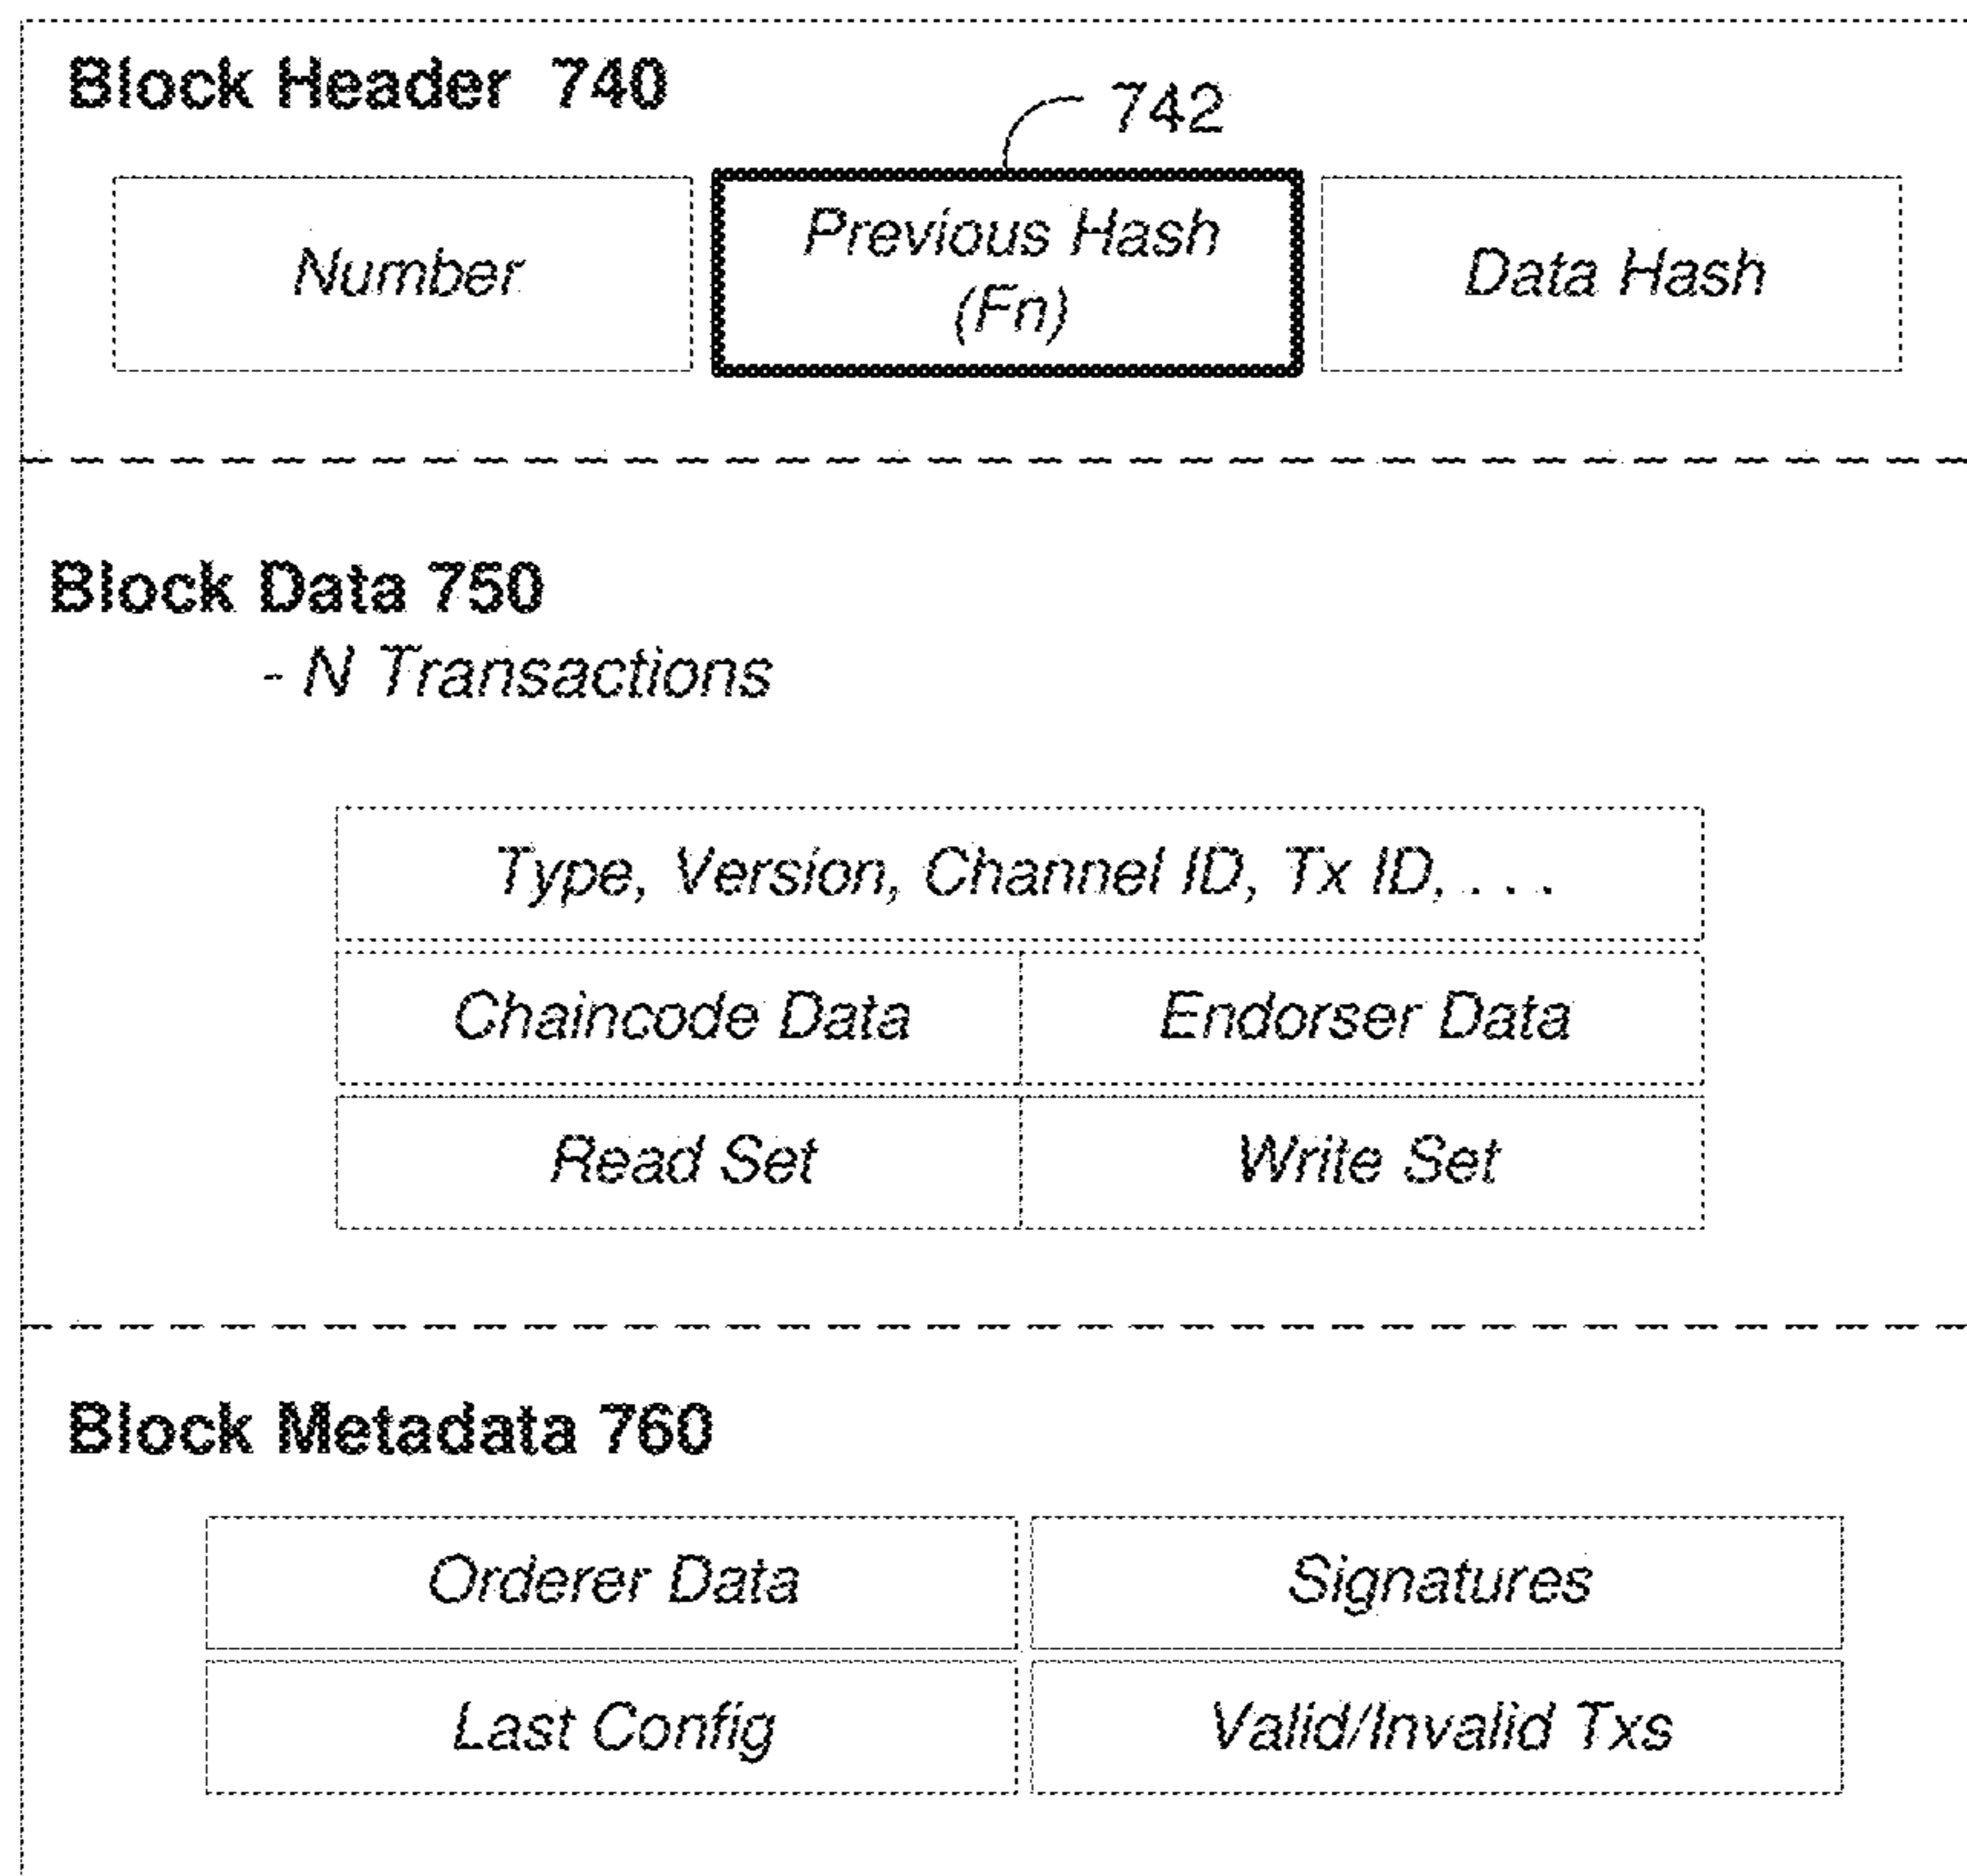 Block Header 740
742
Number
Previous Hash
(Fn)
Data Hash
Block Data 750
- N Transactions
Type, Version, Channel ID, Tx ID, . . .
Chaincode Data
Endorser Data
Read Set
Write Set
Block Metadata 760
Orderer Data
Signatures
Last Config
Valid/Invalid Txs